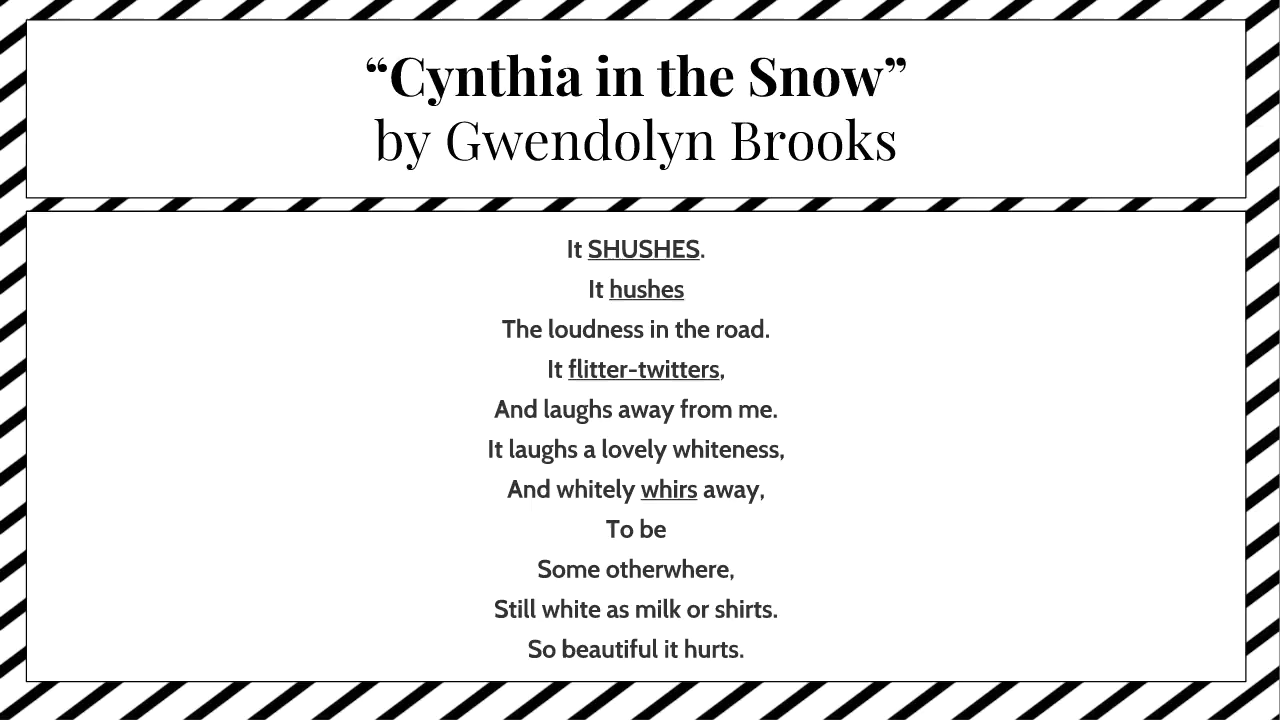 “Cynthia in the Snow”
by Gwendolyn Brooks
It SHUSHES.
It hushes
The loudness in the road.
It flitter-twitters,
And laughs away from me.
It laughs a lovely whiteness,
And whitely whirs away,
To be
Some otherwhere,
Still white as milk or shirts.
So beautiful it hurts.